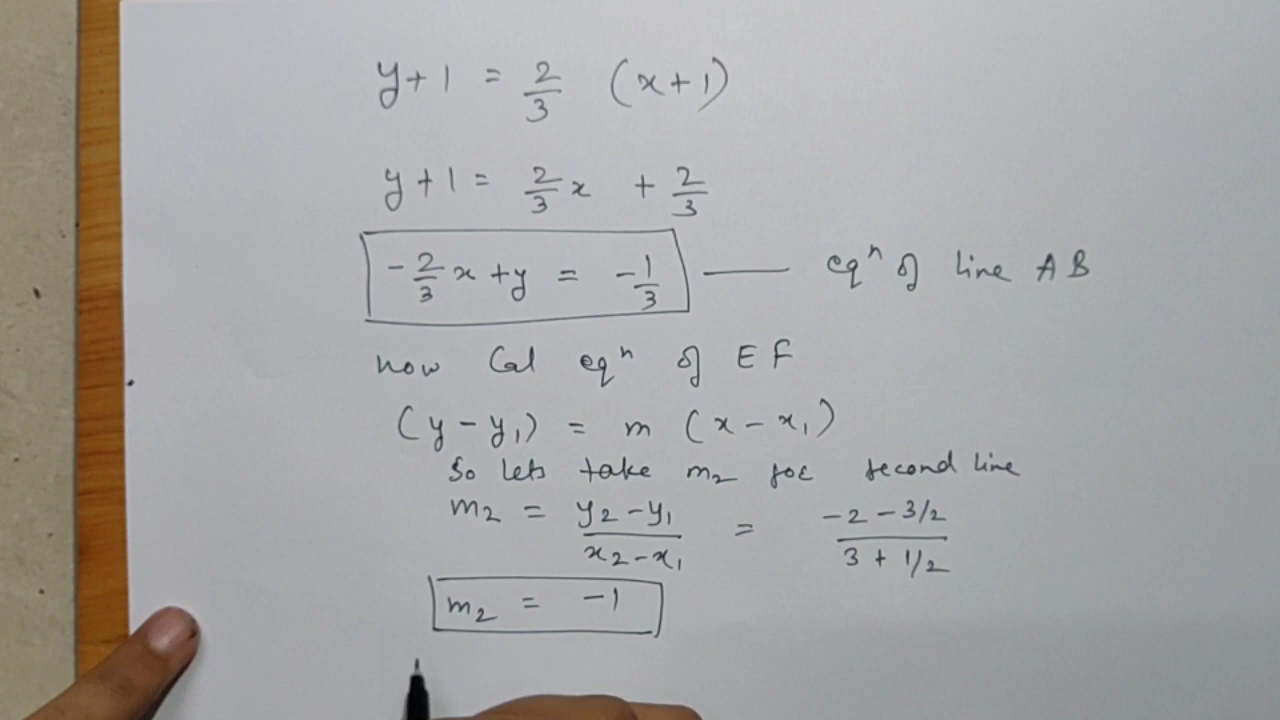 y+1 = 2/3 (x+1)
y+1 = 2/3 x + 2/3
-2/3 x + y = -1/3 —— eqⁿ of line AB
now Cal eqⁿ of EF
(y - y₁) = m (x - x₁)
So lets take m₂ for second line
m₂ = y₂-y₁ / x₂-x₁ = -2-3/2 / 3+1/2
m₂ = -1